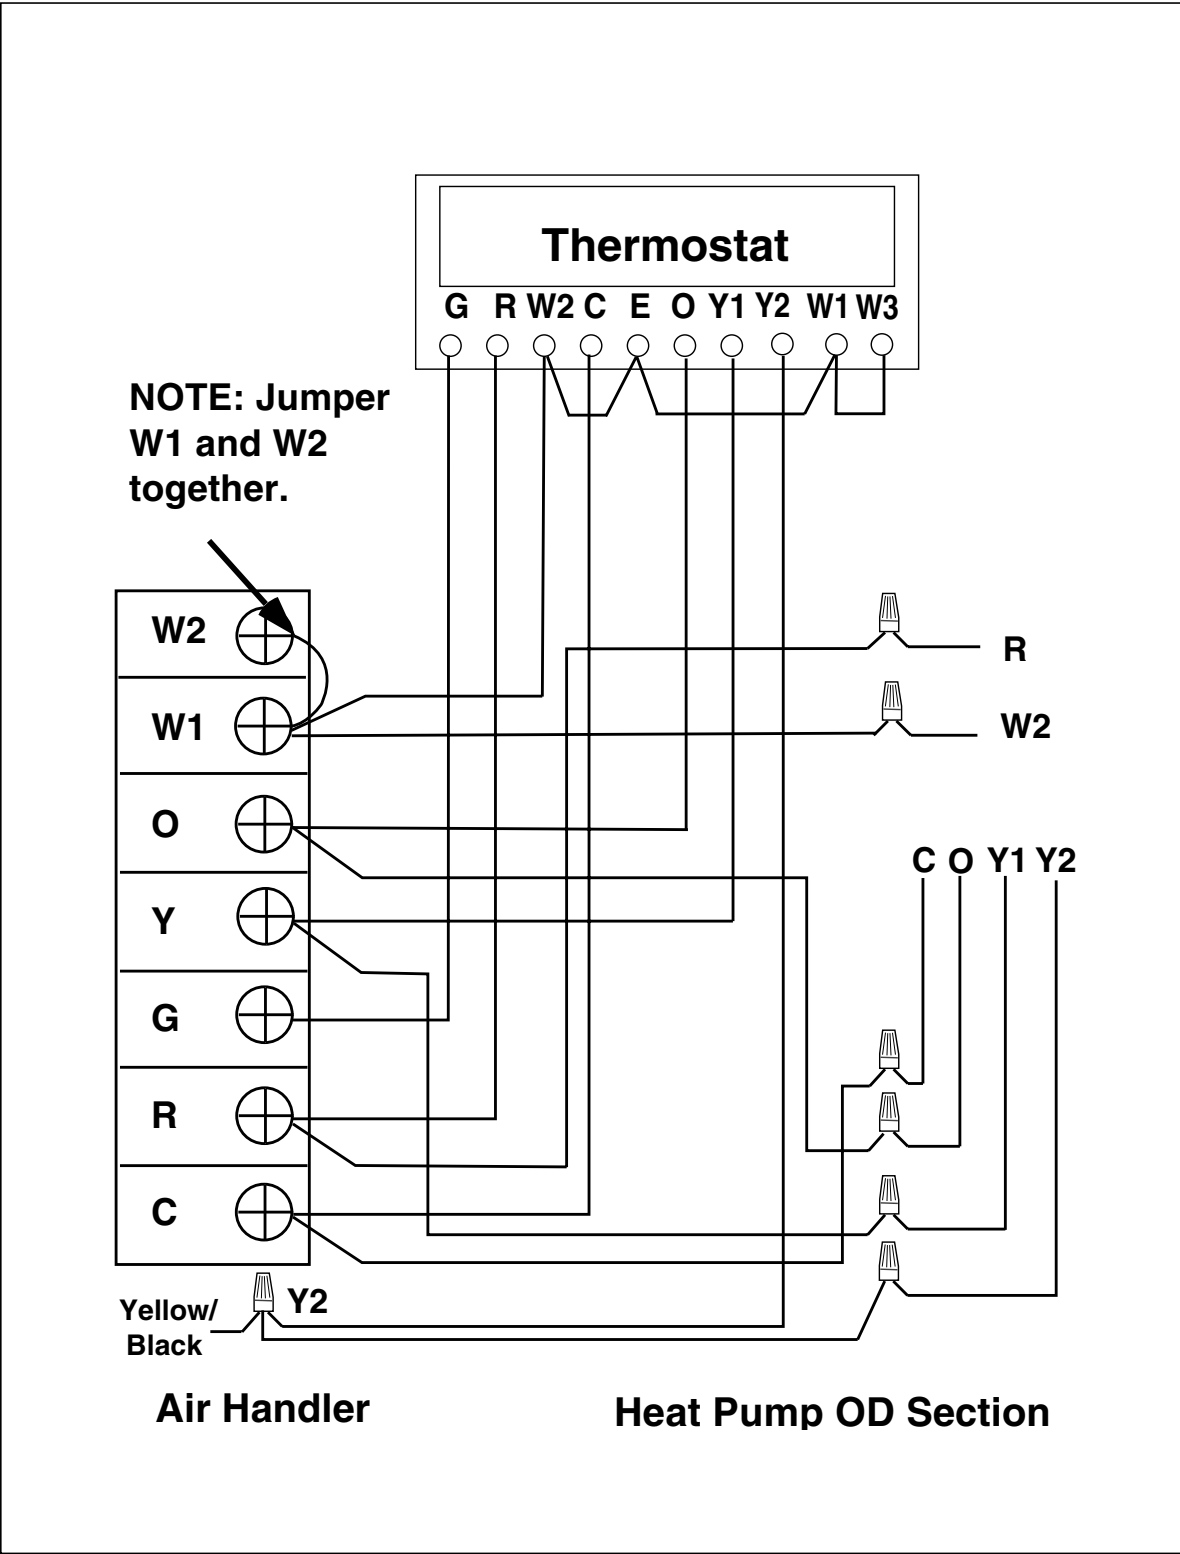 Thermostat
G R W2 C E O Y1 Y2 W1 W3
NOTE: Jumper
W1 and W2
together.
W2
W1
O
Y
G
R
C
R
W2
C O Y1 Y2
Y2
Yellow/
Black
Air Handler
Heat Pump OD Section